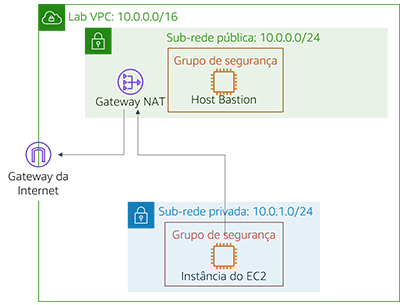 Lab VPC: 10.0.0.0/16
Sub-rede pública: 10.0.0.0/24
Grupo de segurança
Gateway NAT
Host Bastion
Gateway da
Internet
Sub-rede privada: 10.0.1.0/24
Grupo de segurança
Instância do EC2